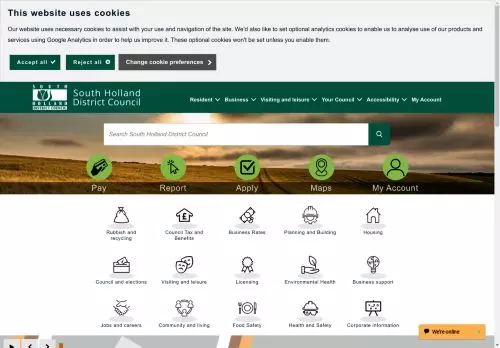 This website uses cookies
Our website uses necessary cookies to assist with your use and navigation of the site. We'd also like to set optional analytics cookies to enable us to analyse use of our products
and services using Google Analytics in order to help us improve it. These optional cookies won't be set unless you enable them.
Accept all Reject all Change cookie preferences
SOUTH
HOLLAND
DISTRICT COUNCIL
South Holland
District Council
Resident Business Visiting and leisure Your Council Accessibility My Account
Search South Holland District Council
Pay Report Apply Maps My Account
Rubbish and
recycling
Council Tax and
Benefits
Business Rates
Planning and Building
Housing
Council and elections
Visiting and leisure
Licensing
Environmental Health
Business support
Jobs and careers
Community and living
Food Safety
Health and Safety
Corporate information
We're online